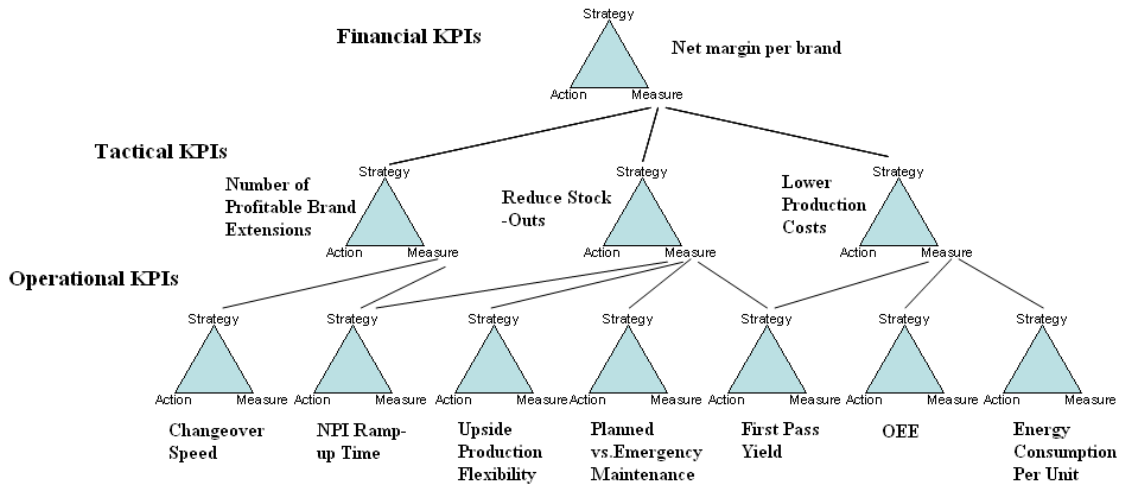 Strategy
Financial KPIs
Net margin per brand
Action Measure
Tactical KPIs
Strategy Strategy Strategy
Number of
Profitable Brand
Extensions
Reduce Stock
-Outs
Lower
Production
Costs
Action Measure Action Measure Action Measure
Operational KPIs
Strategy Strategy Strategy Strategy Strategy Strategy Strategy
Action Measure Action Measure Action Measure Action Measure Action Measure Action Measure Action Measure
Changeover
Speed
NPI Ramp-
up Time
Upside
Production
Flexibility
Planned
vs.Emergency
Maintenance
First Pass
Yield
OEE
Energy
Consumption
Per Unit